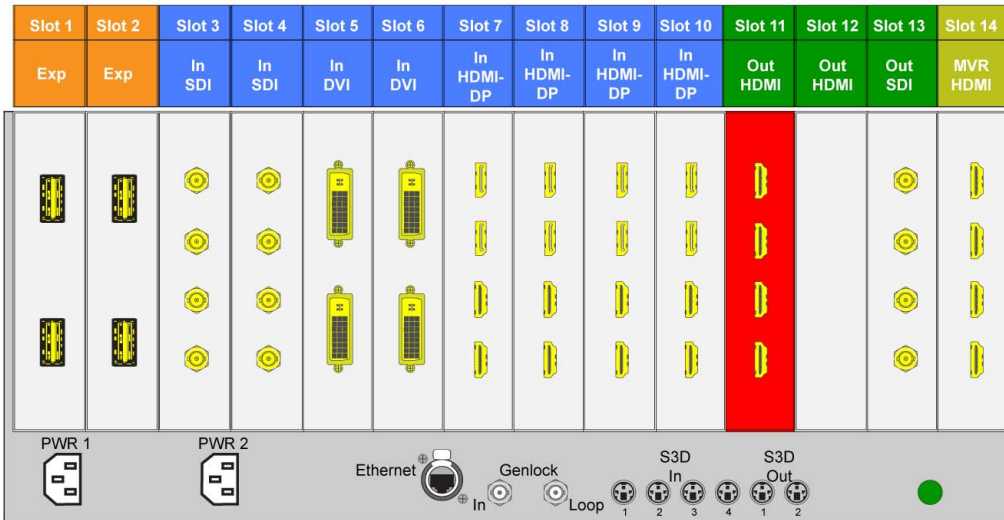 Slot 1 Slot 2 Slot 3 Slot 4 Slot 5 Slot 6 Slot 7 Slot 8 Slot 9 Slot 10 Slot 11 Slot 12 Slot 13 Slot 14
Exp
Exp
In
SDI
In
SDI
In
DVI
In
DVI
In
HDMI-
DP
In
HDMI-
DP
In
HDMI-
DP
In
HDMI-
DP
Out
HDMI
Out
HDMI
Out
SDI
MVR
HDMI
PWR 1
PWR 2
Ethernet
Genlock
In
Loop
S3D
In
S3D
Out
1 2 3 4 1 2